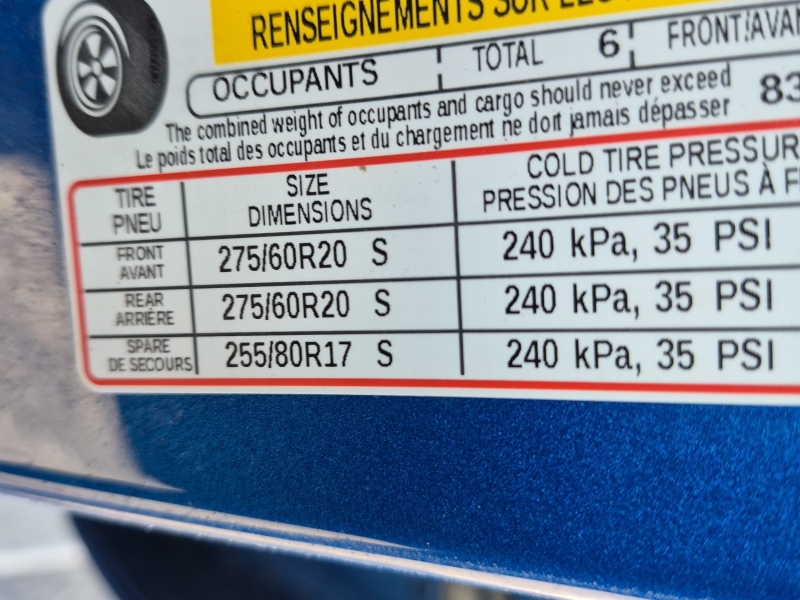 RENSEIGNEMENTS SUR LES
OCCUPANTS TOTAL 6 FRONT/AVAN
The combined weight of occupants and cargo should never exceed 83
Le poids total des occupants et du chargement ne doit jamais dépasser
TIRE PNEU SIZE DIMENSIONS COLD TIRE PRESSUR
PRESSION DES PNEUS À F
FRONT AVANT 275/60R20 S 240 kPa, 35 PSI
REAR ARRIÈRE 275/60R20 S 240 kPa, 35 PSI
SPARE DE SECOURS 255/80R17 S 240 kPa, 35 PSI